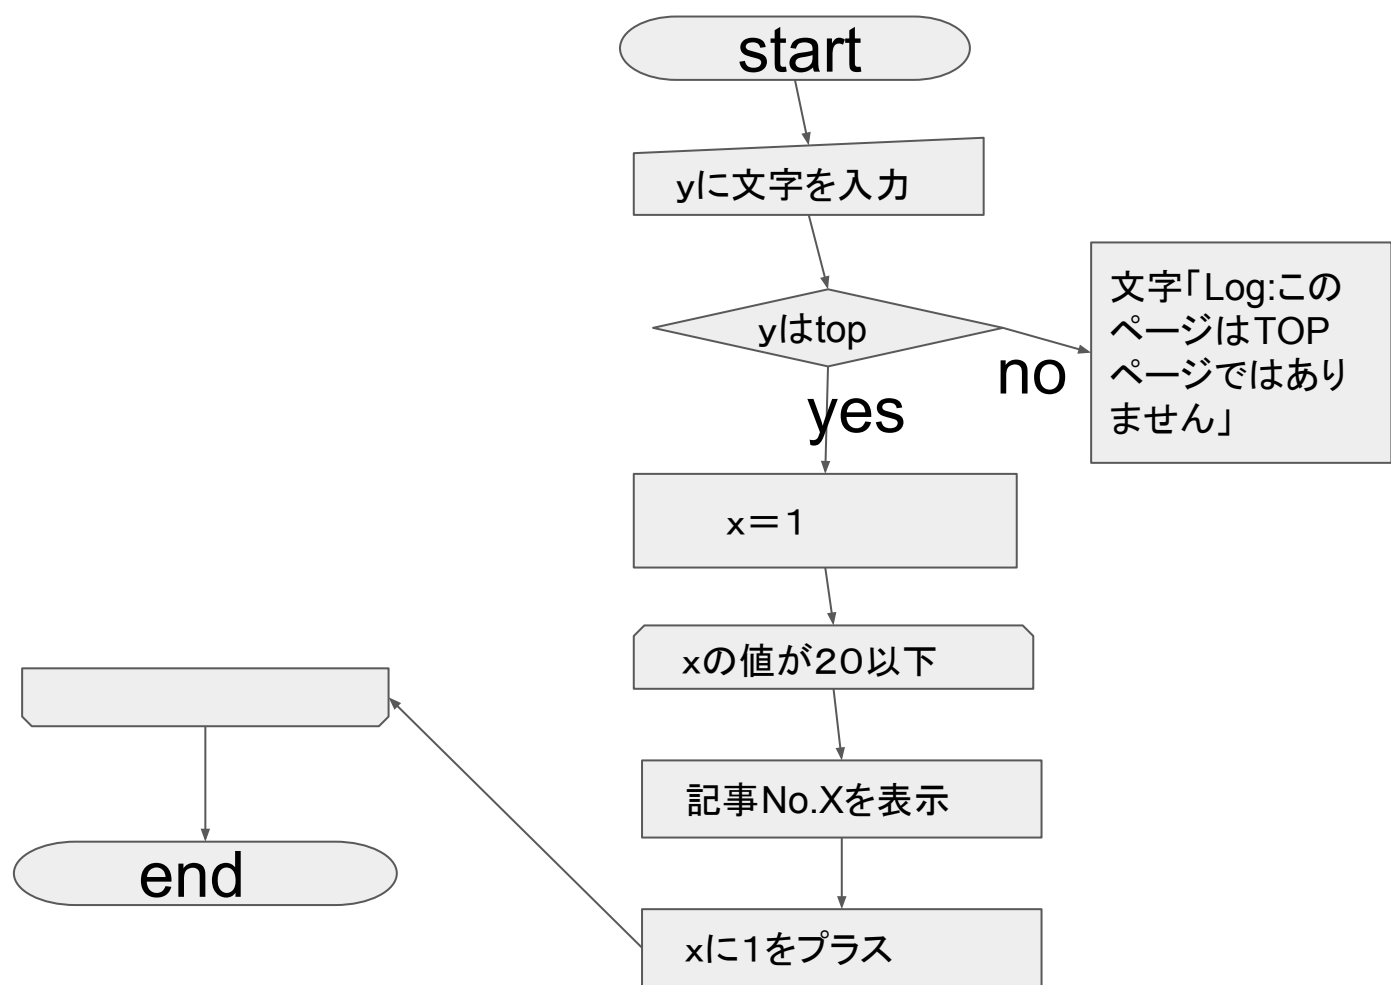 start
yに文字を入力
yはtop
no
文字｢Log:この
ページはTOP
ページではあり
ません｣
yes
x＝１
xの値が２０以下
記事No.Xを表示
xに１をプラス
end